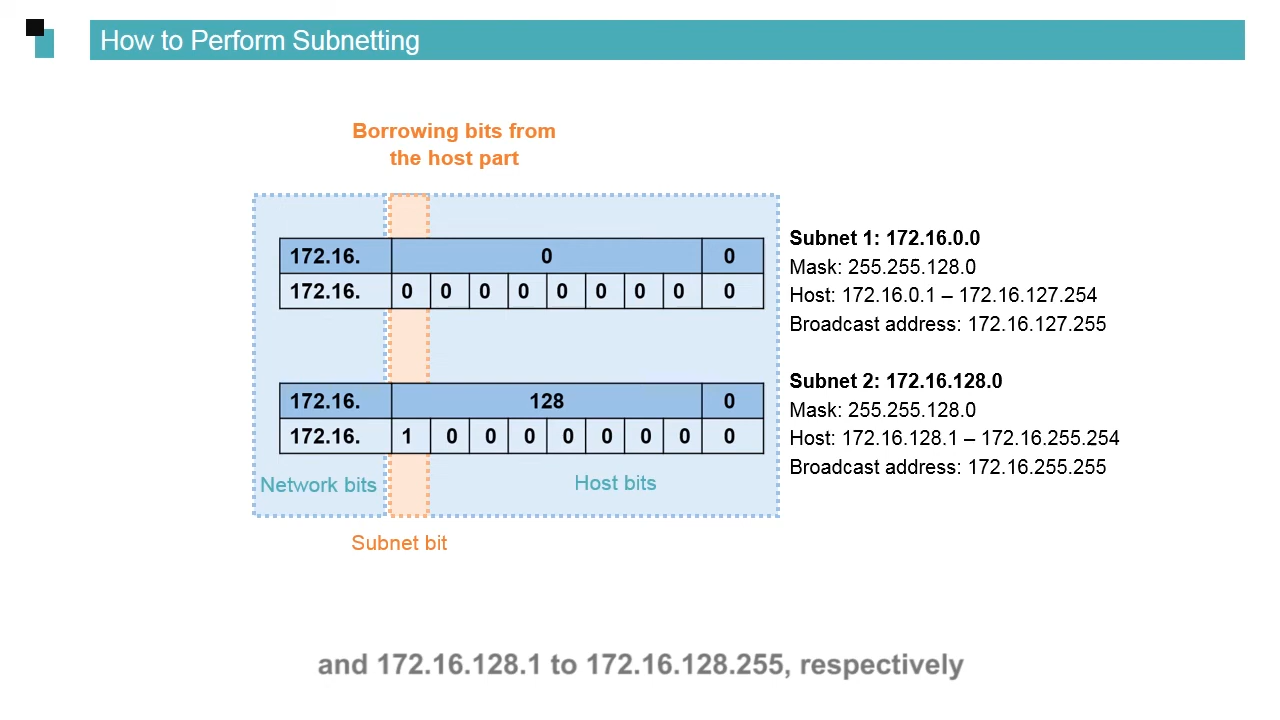 How to Perform Subnetting
Borrowing bits from
the host part
172.16. 0 0
172.16. 0 0 0 0 0 0 0 0 0
172.16. 128 0
172.16. 1 0 0 0 0 0 0 0 0
Network bits
Host bits
Subnet bit
Subnet 1: 172.16.0.0
Mask: 255.255.128.0
Host: 172.16.0.1 – 172.16.127.254
Broadcast address: 172.16.127.255
Subnet 2: 172.16.128.0
Mask: 255.255.128.0
Host: 172.16.128.1 – 172.16.255.254
Broadcast address: 172.16.255.255
and 172.16.128.1 to 172.16.128.255, respectively